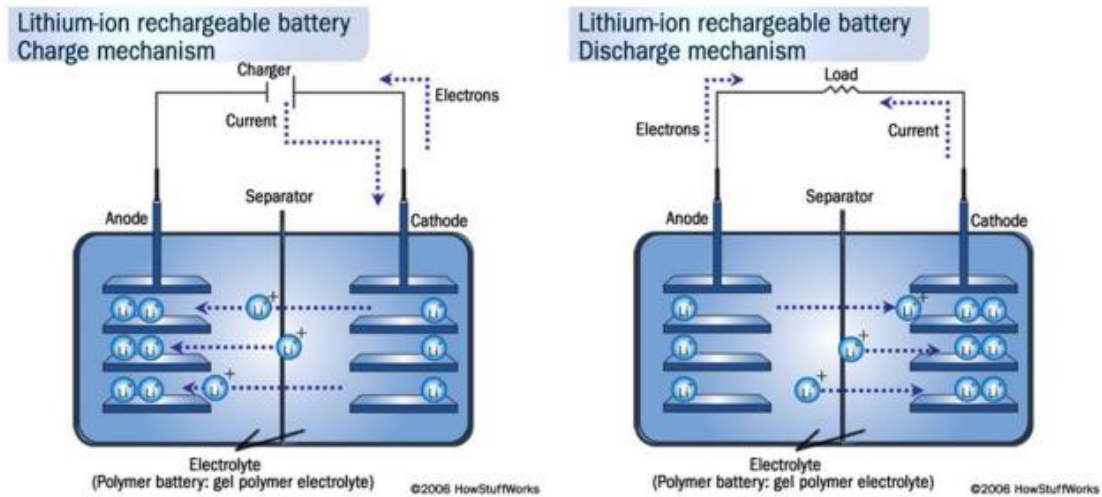 Lithium-ion rechargeable battery
Charge mechanism
Charger
Electrons
Current
Separator
Anode
Cathode
Li+
Li+
Li+
Li
Li
Li
Li
Li
Li
Li
Li
Li
Electrolyte
(Polymer battery: gel polymer electrolyte)
©2006 HowStuffWorks
Lithium-ion rechargeable battery
Discharge mechanism
Load
Electrons
Current
Separator
Anode
Cathode
Li+
Li+
Li+
Li
Li
Li
Li
Li
Li
Li
Li
Li
Electrolyte
(Polymer battery: gel polymer electrolyte)
©2006 HowStuffWorks